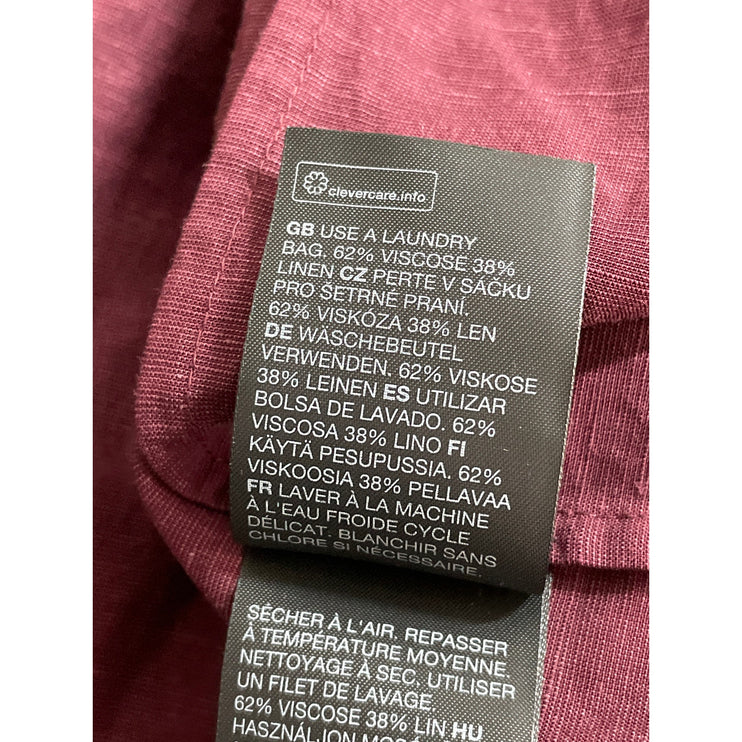 clevercare.info
GB USE A LAUNDRY
BAG. 62% VISCOSE 38%
LINEN CZ PERTE V SÁČKU
PRO ŠETRNÉ PRANÍ.
62% VISKÓZA 38% LEN
DE WÄSCHEBEUTEL
VERWENDEN. 62% VISKOSE
38% LEINEN ES UTILIZAR
BOLSA DE LAVADO. 62%
VISCOSA 38% LINO FI
KÄYTÄ PESUPUSSIA. 62%
VISKOOSIA 38% PELLAVAA
FR LAVER À LA MACHINE
À L'EAU FROIDE CYCLE
DÉLICAT. BLANCHIR SANS
CHLORE SI NÉCESSAIRE.
SÉCHER À L'AIR. REPASSER
À TEMPÉRATURE MOYENNE.
NETTOYAGE À SEC. UTILISER
UN FILET DE LAVAGE.
62% VISCOSE 38% LIN HU
HASZNÁLJON